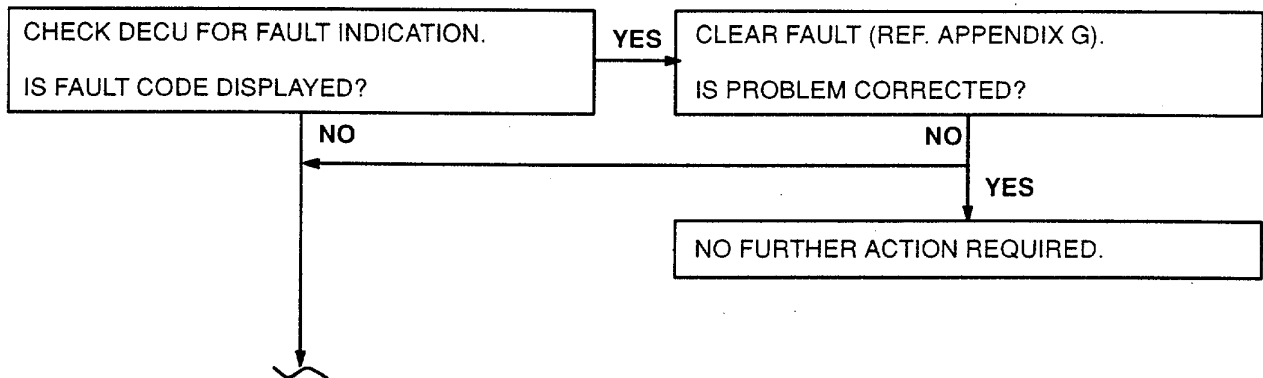 CHECK DECU FOR FAULT INDICATION.
IS FAULT CODE DISPLAYED?
YES
CLEAR FAULT (REF. APPENDIX G).
IS PROBLEM CORRECTED?
NO
NO
YES
NO FURTHER ACTION REQUIRED.